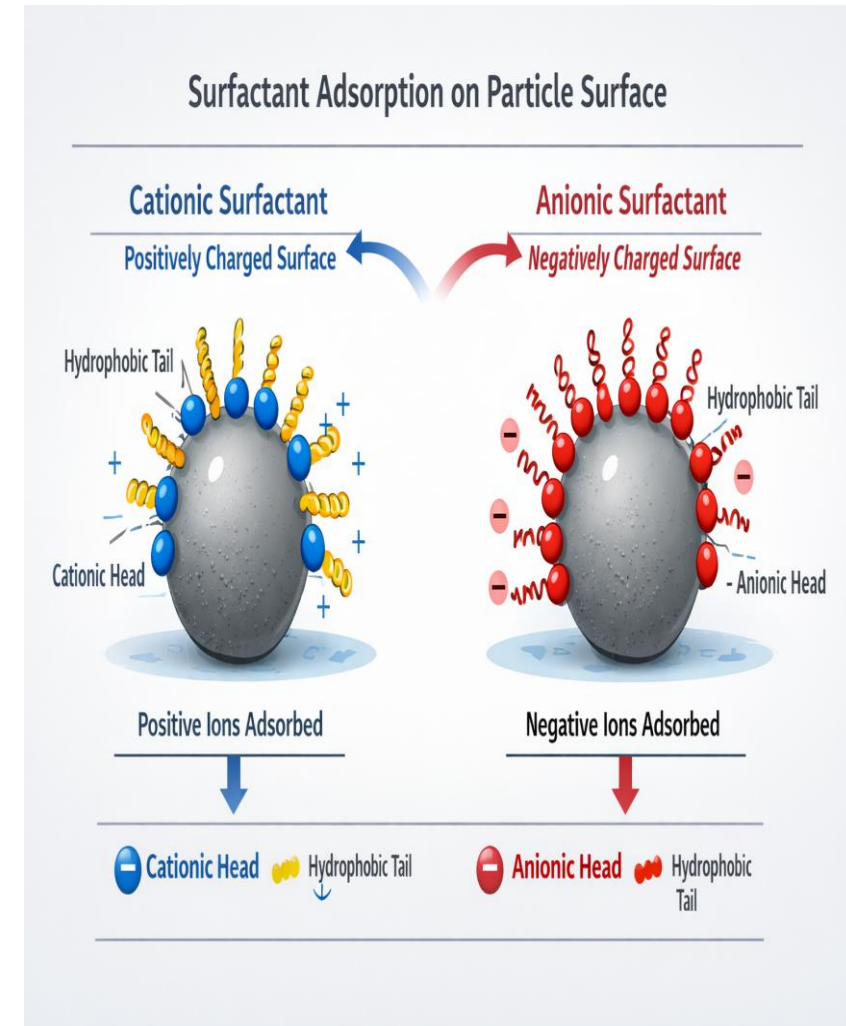 Surfactant Adsorption on Particle Surface
Cationic Surfactant
Positively Charged Surface
Hydrophobic Tail
+
+
+
+
+
+
Cationic Head
Positive Ions Adsorbed
− Cationic Head
Hydrophobic Tail
Anionic Surfactant
Negatively Charged Surface
Hydrophobic Tail
−
−
−
−
- Anionic Head
Negative Ions Adsorbed
− Anionic Head
Hydrophobic
Tail